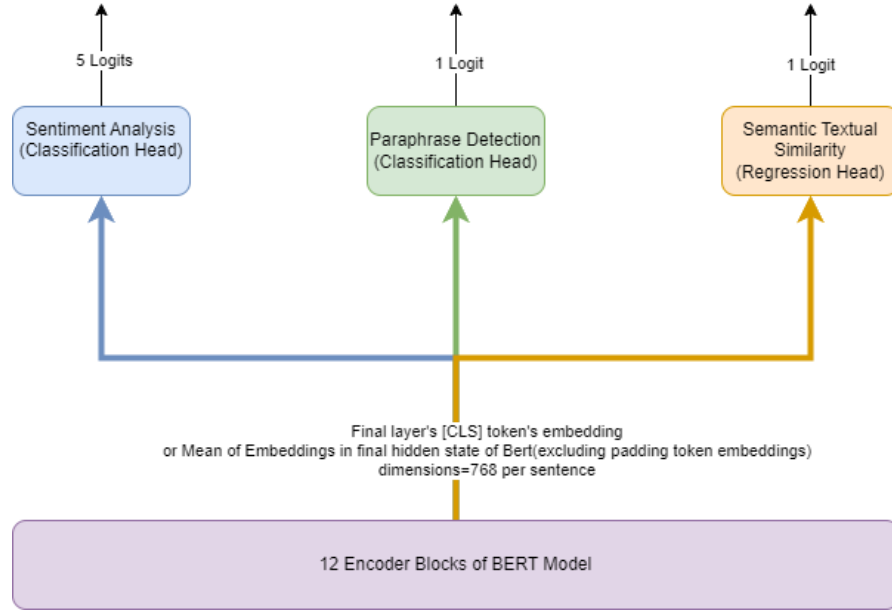 5 Logits
1 Logit
1 Logit
Sentiment Analysis
(Classification Head)
Paraphrase Detection
(Classification Head)
Semantic Textual
Similarity
(Regression Head)
Final layer's [CLS] token's embedding
or Mean of Embeddings in final hidden state of Bert(excluding padding token embeddings)
dimensions=768 per sentence
12 Encoder Blocks of BERT Model